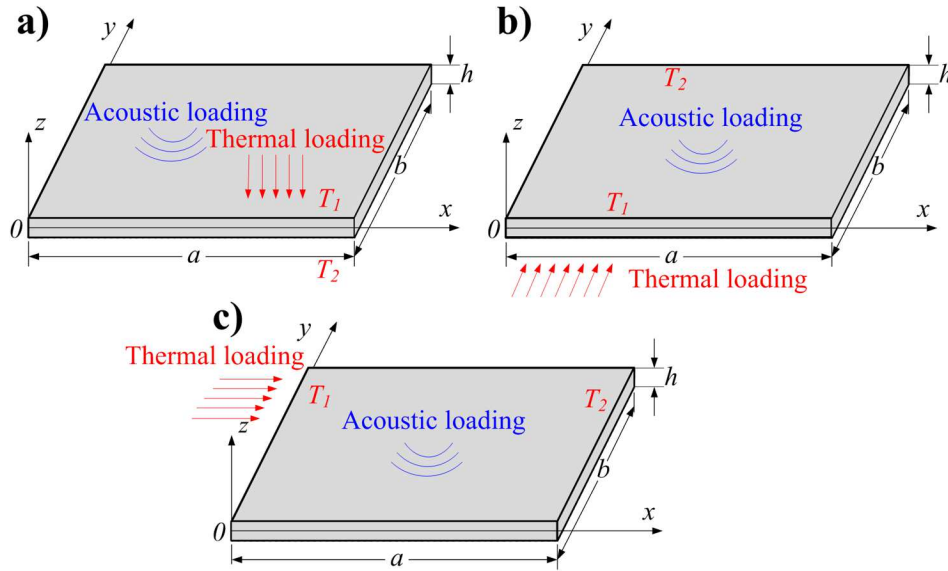 a)
y
h
Acoustic loading
Thermal loading
z
b
T1
0
x
a
T2
b)
y
T2
h
Acoustic loading
z
b
T1
0
x
a
Thermal loading
c)
y
Thermal loading
h
T1
T2
Acoustic loading
z
b
0
x
a